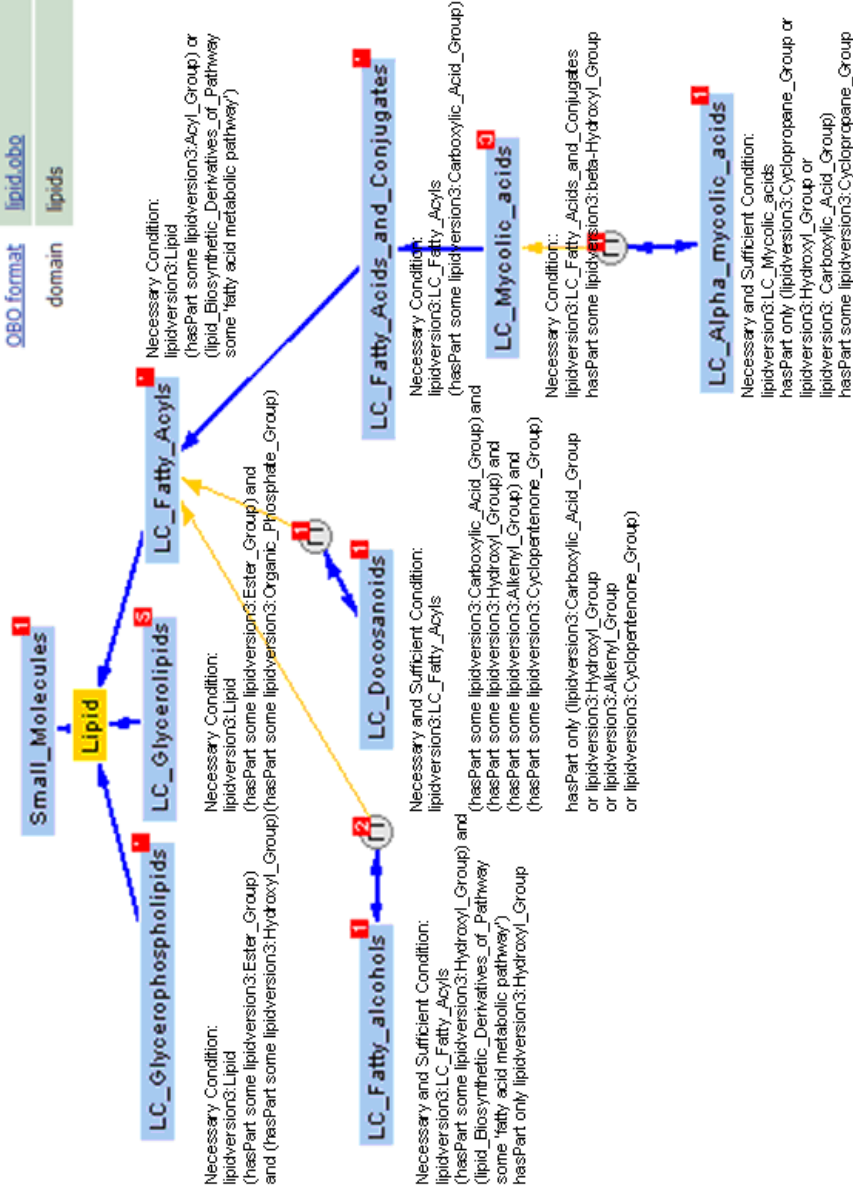 OBO format lipid.obo
domain lipids
Small_Molecules
1
Lipid
LC_Glycerophospholipids
*
LC_Glycerolipids
S
LC_Fatty_Acyls
*
Necessary Condition:
lipidversion3:Lipid
(hasPart some lipidversion3:Ester_Group)
and (hasPart some lipidversion3:Hydroxyl_Group)
Necessary Condition:
lipidversion3:Lipid
(hasPart some lipidversion3:Ester_Group) and
(hasPart some lipidversion3:Organic_Phosphate_Group)
Necessary Condition:
lipidversion3:Lipid
(hasPart some lipidversion3:Acyl_Group) or
(lipid_Biosynthetic_Derivatives_of_Pathway
some 'fatty acid metabolic pathway')
LC_Fatty_alcohols
1
2
LC_Docosanoids
1
1
LC_Fatty_Acids_and_Conjugates
*
Necessary and Sufficient Condition:
lipidversion3:LC_Fatty_Acyls
(hasPart some lipidversion3:Hydroxyl_Group) and
(lipid_Biosynthetic_Derivatives_of_Pathway
some 'fatty acid metabolic pathway')
hasPart only lipidversion3:Hydroxyl_Group
Necessary and Sufficient Condition:
lipidversion3:LC_Fatty_Acyls
(hasPart some lipidversion3:Carboxylic_Acid_Group) and
(hasPart some lipidversion3:Hydroxyl_Group) and
(hasPart some lipidversion3:Alkenyl_Group) and
(hasPart some lipidversion3:Cyclopentenone_Group)
hasPart only (lipidversion3:Carboxylic_Acid_Group
or lipidversion3:Hydroxyl_Group
or lipidversion3:Alkenyl_Group
or lipidversion3:Cyclopentenone_Group)
Necessary Condition:
lipidversion3:LC_Fatty_Acyls
(hasPart some lipidversion3:Carboxylic_Acid_Group)
LC_Mycolic_acids
Necessary Condition::
lipidversion3:LC_Fatty_Acids_and_Conjugates
hasPart some lipidversion3:beta-Hydroxyl_Group
1
LC_Alpha_mycolic_acids
1
Necessary and Sufficient Condition:
lipidversion3:LC_Mycolic_acids
hasPart only (lipidversion3:Cyclopropane_Group or
lipidversion3:Hydroxyl_Group or
lipidversion3: Carboxylic_Acid_Group)
hasPart some lipidversion3:Cyclopropane_Group